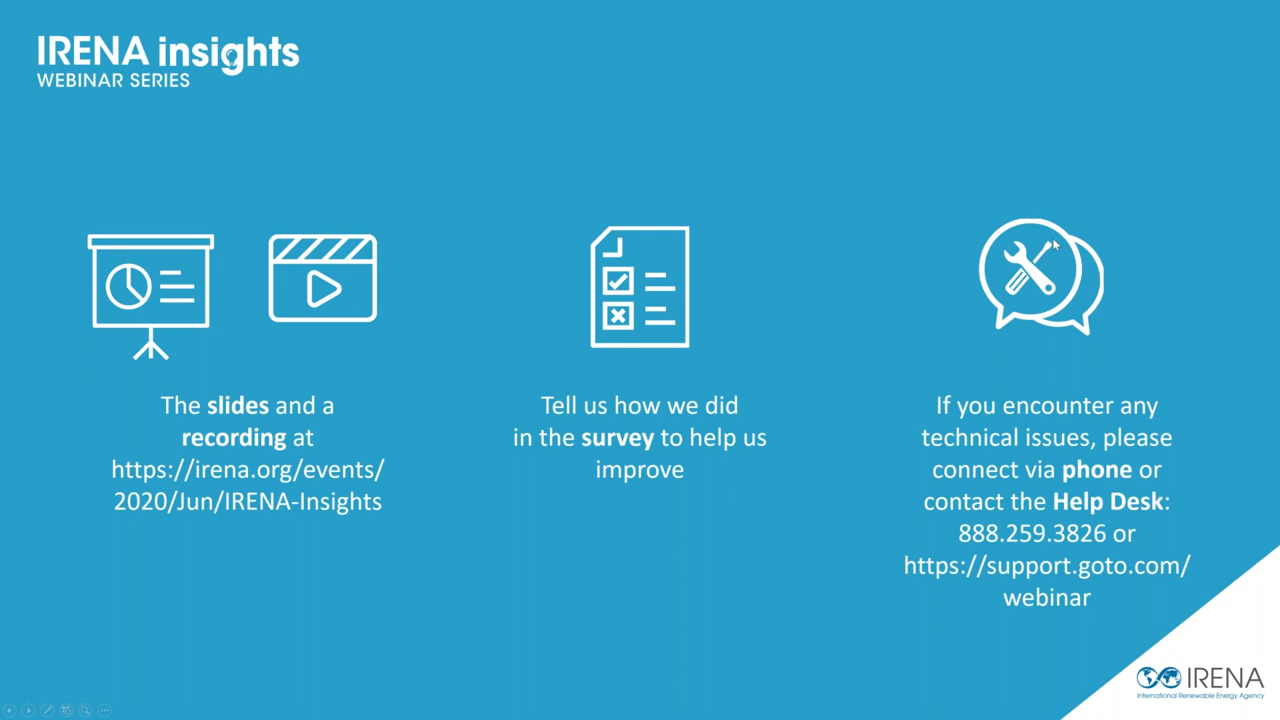 IRENA insights
WEBINAR SERIES
The slides and a
recording at
https://irena.org/events/
2020/Jun/IRENA-Insights
Tell us how we did
in the survey to help us
improve
If you encounter any
technical issues, please
connect via phone or
contact the Help Desk:
888.259.3826 or
https://support.goto.com/
webinar
IRENA
International Renewable Energy Agency